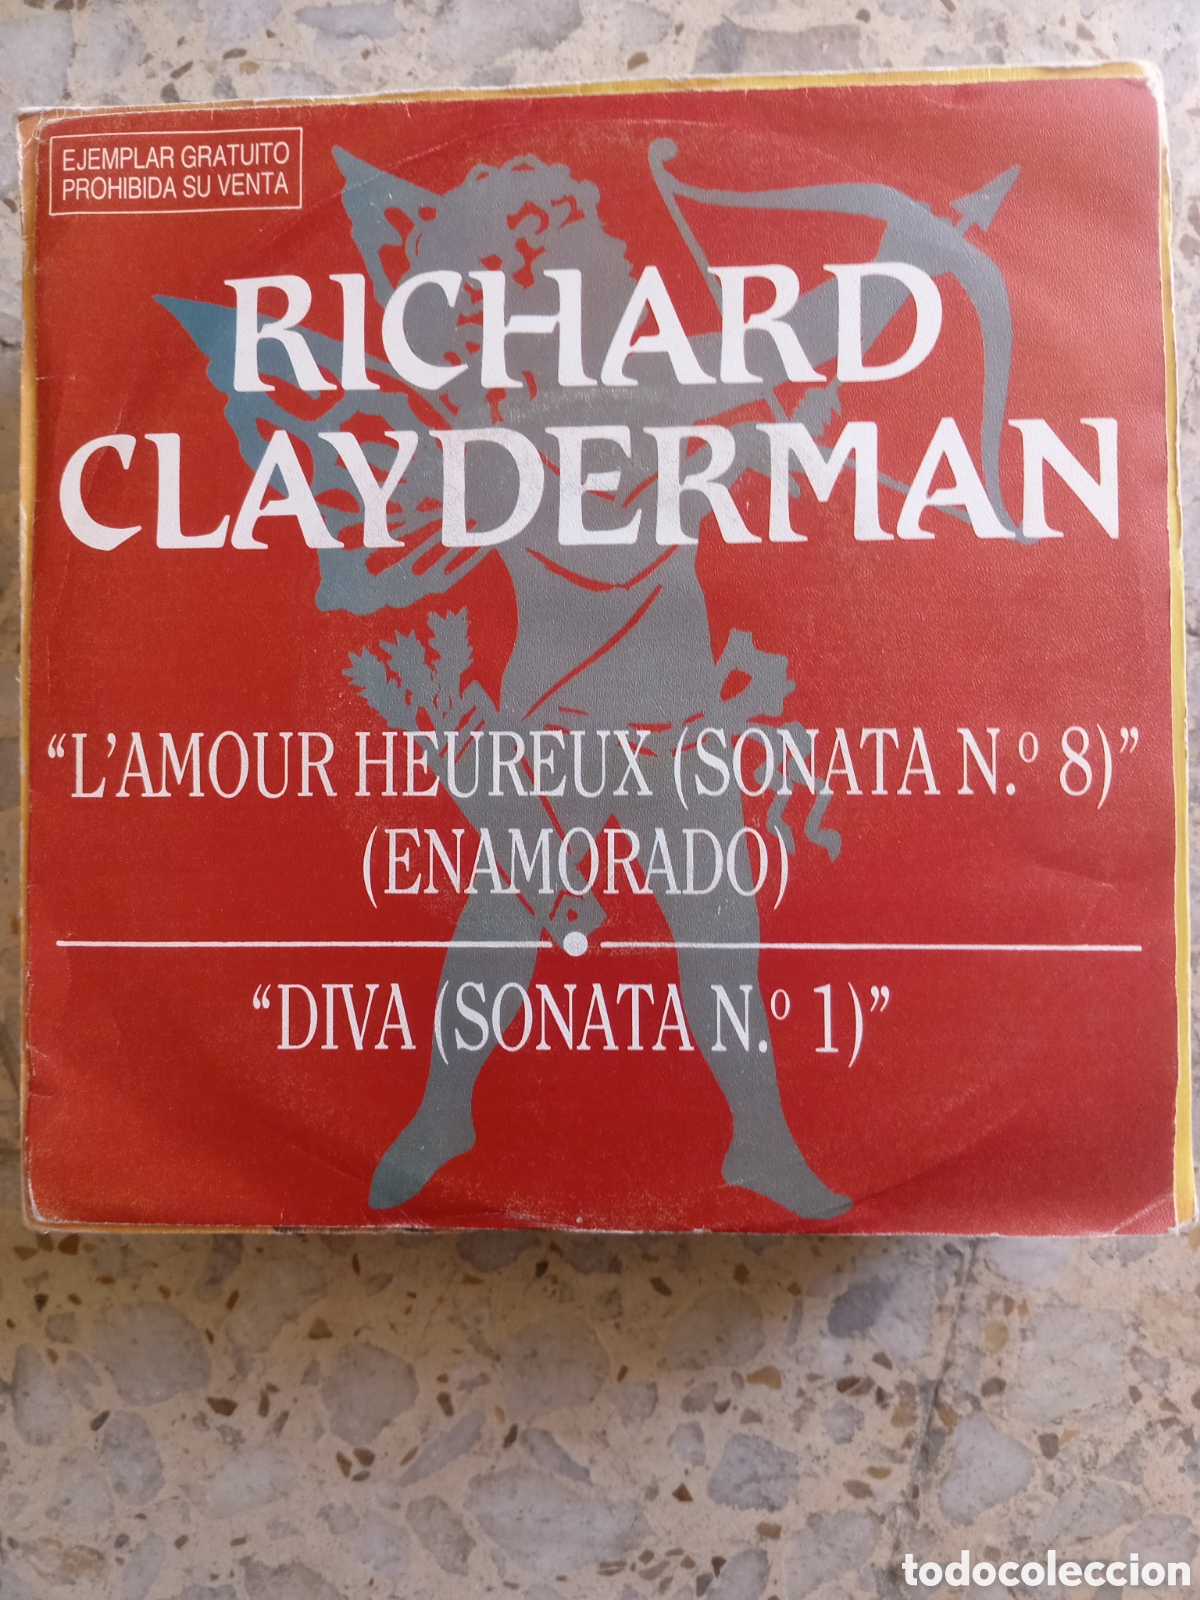 EJEMPLAR GRATUITO
PROHIBIDA SU VENTA
RICHARD
CLAYDERMAN
“L’AMOUR HEUREUX (SONATA N.º 8)”
(ENAMORADO)
“DIVA (SONATA N.º 1)”
todocoleccion